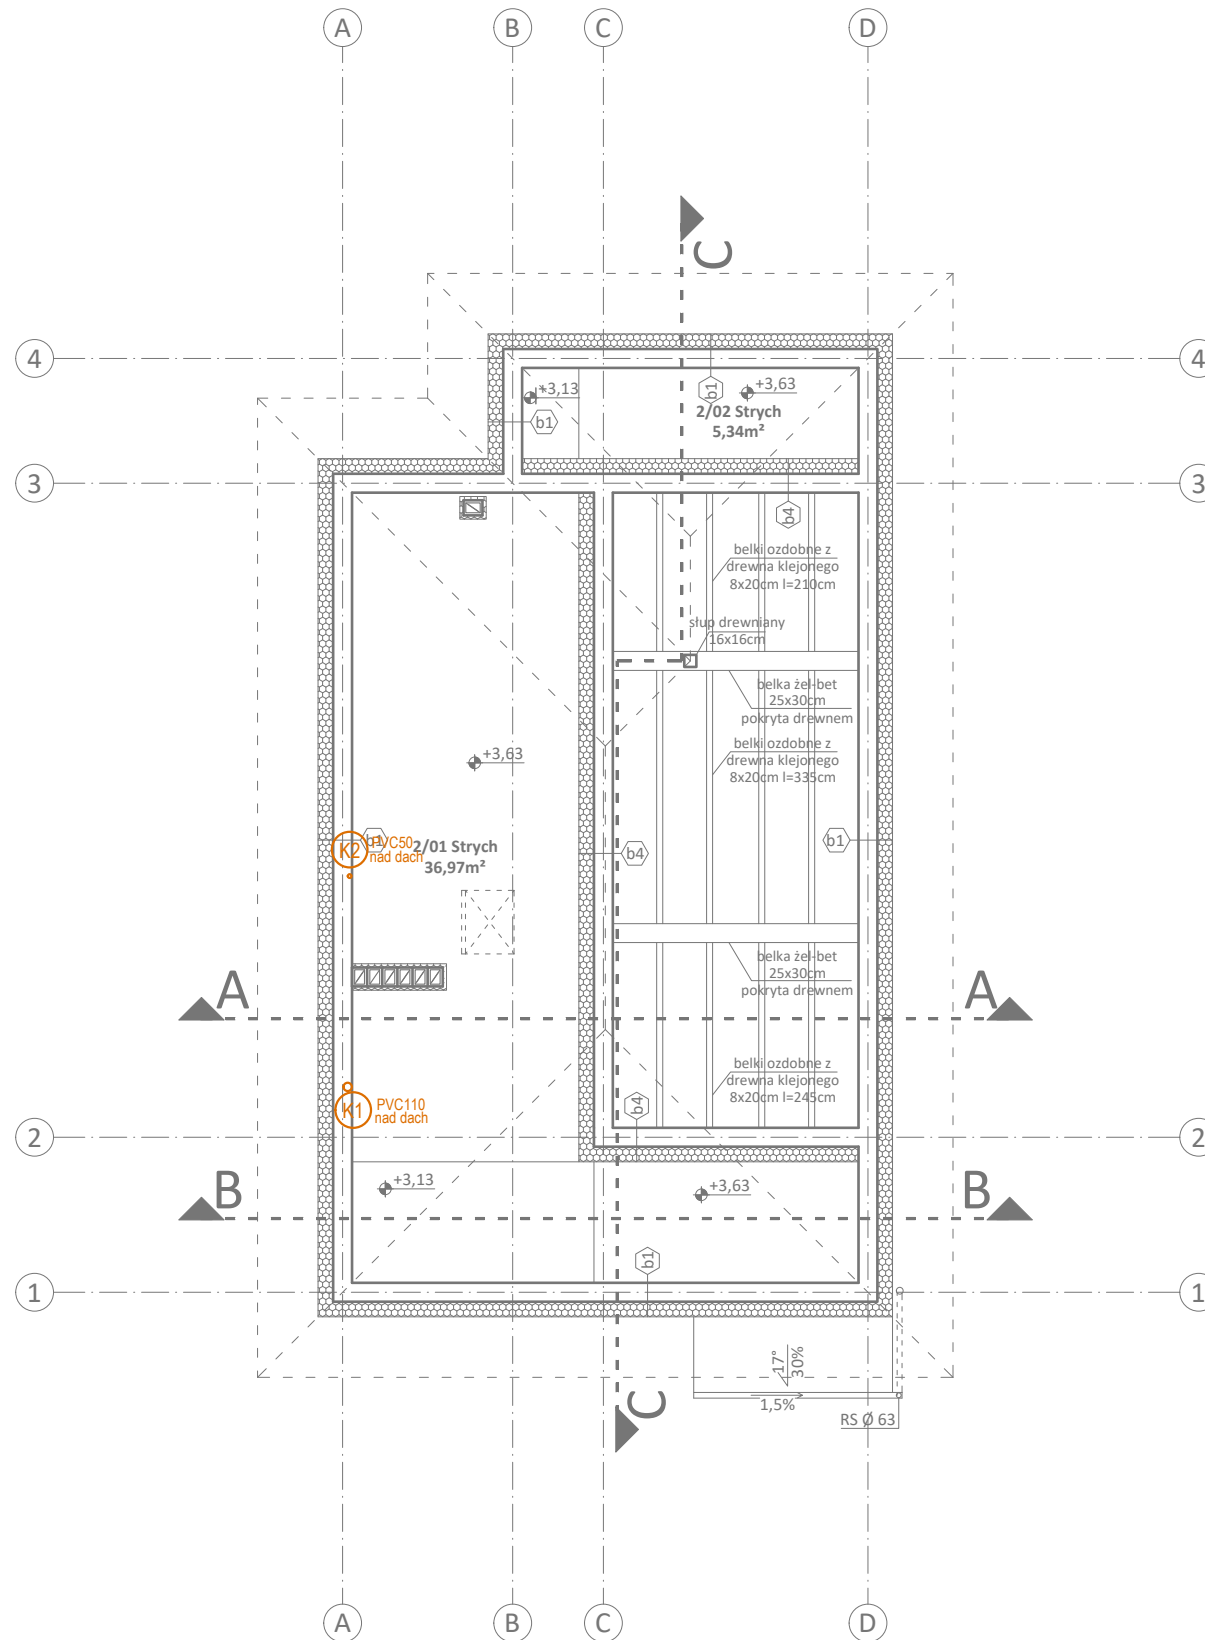 A
B
C
D
C
4
4
+3,13
+3,63
b1
2/02 Strych
5,34m²
b1
3
3
b4
belki ozdobne z
drewna klejonego
8x20cm l=210cm
słup drewniany
16x16cm
belka żel-bet
25x30cm
pokryta drewnem
+3,63
belki ozdobne z
drewna klejonego
8x20cm l=335cm
b1
K2
PVC50
nad dach
2/01 Strych
36,97m²
b4
b1
belka żel-bet
25x30cm
pokryta drewnem
A
A
belki ozdobne z
drewna klejonego
8x20cm l=245cm
b4
K1
PVC110
nad dach
2
2
+3,13
+3,63
B
B
b1
1
1
17°
30%
1,5%
C
RS Ø 63
A
B
C
D